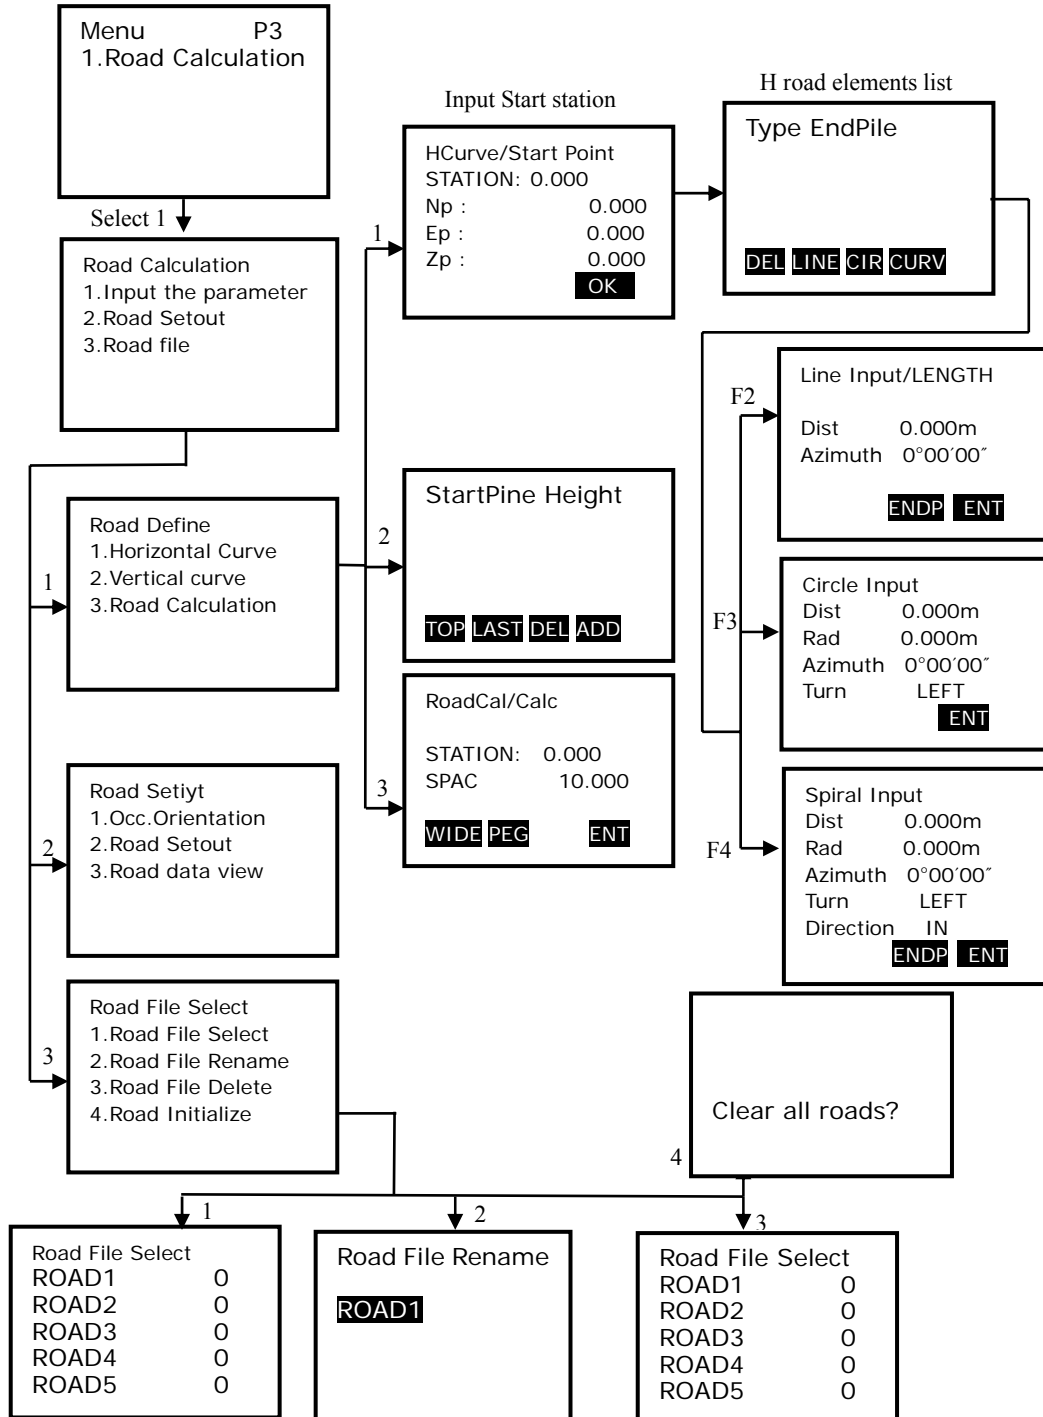 Menu P3
1.Road Calculation
Select 1
Input Start station
H road elements list
HCurve/Start Point
STATION: 0.000
Np : 0.000
Ep : 0.000
Zp : 0.000
OK
1
Type EndPile
DEL LINE CIR CURV
Road Calculation
1.Input the parameter
2.Road Setout
3.Road file
F2
Line Input/LENGTH
Dist 0.000m
Azimuth 0°00′00″
ENDP ENT
1
Road Define
1.Horizontal Curve
2.Vertical curve
3.Road Calculation
2
StartPine Height
TOP LAST DEL ADD
F3
Circle Input
Dist 0.000m
Rad 0.000m
Azimuth 0°00′00″
Turn LEFT
ENT
3
RoadCal/Calc
STATION: 0.000
SPAC 10.000
WIDE PEG ENT
2
Road Setiyt
1.Occ.Orientation
2.Road Setout
3.Road data view
F4
Spiral Input
Dist 0.000m
Rad 0.000m
Azimuth 0°00′00″
Turn LEFT
Direction IN
ENDP ENT
3
Road File Select
1.Road File Select
2.Road File Rename
3.Road File Delete
4.Road Initialize
Clear all roads?
4
1
2
3
Road File Select
ROAD1 0
ROAD2 0
ROAD3 0
ROAD4 0
ROAD5 0
Road File Rename
ROAD1
Road File Select
ROAD1 0
ROAD2 0
ROAD3 0
ROAD4 0
ROAD5 0